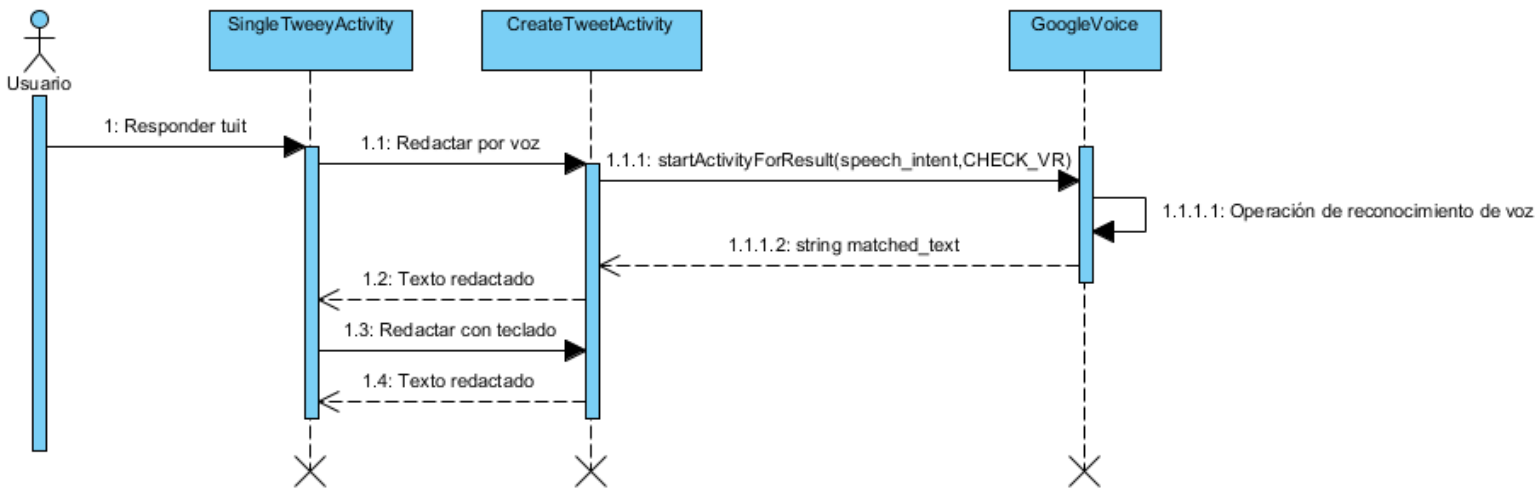 SingleTweeyActivity
CreateTweetActivity
GoogleVoice
Usuario
1: Responder tuit
1.1: Redactar por voz
1.1.1: startActivityForResult(speech_intent,CHECK_VR)
1.1.1.1: Operación de reconocimiento de voz
1.1.1.2: string matched_text
1.2: Texto redactado
1.3: Redactar con teclado
1.4: Texto redactado